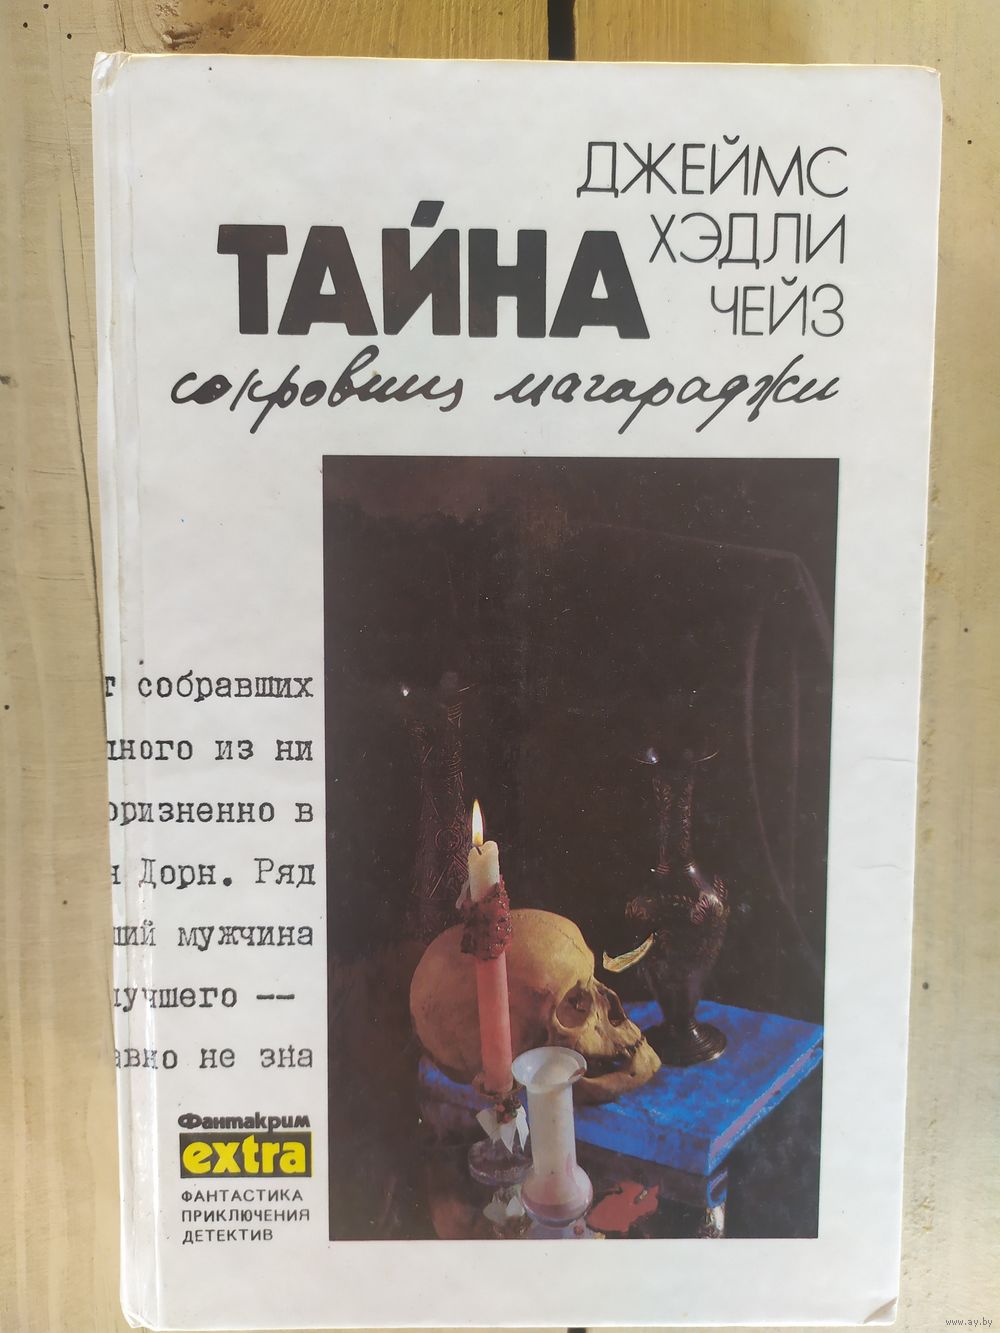 ДЖЕЙМС
ХЭДЛИ
ЧЕЙЗ
ТАЙНА
сокровищ магараджи
т собравших
дного из ни
оризненно в
н Дорн. Ряд
ший мужчина
лучшего --
авно не зна
Фантакрим
extra
ФАНТАСТИКА
ПРИКЛЮЧЕНИЯ
ДЕТЕКТИВ
www.ay.by